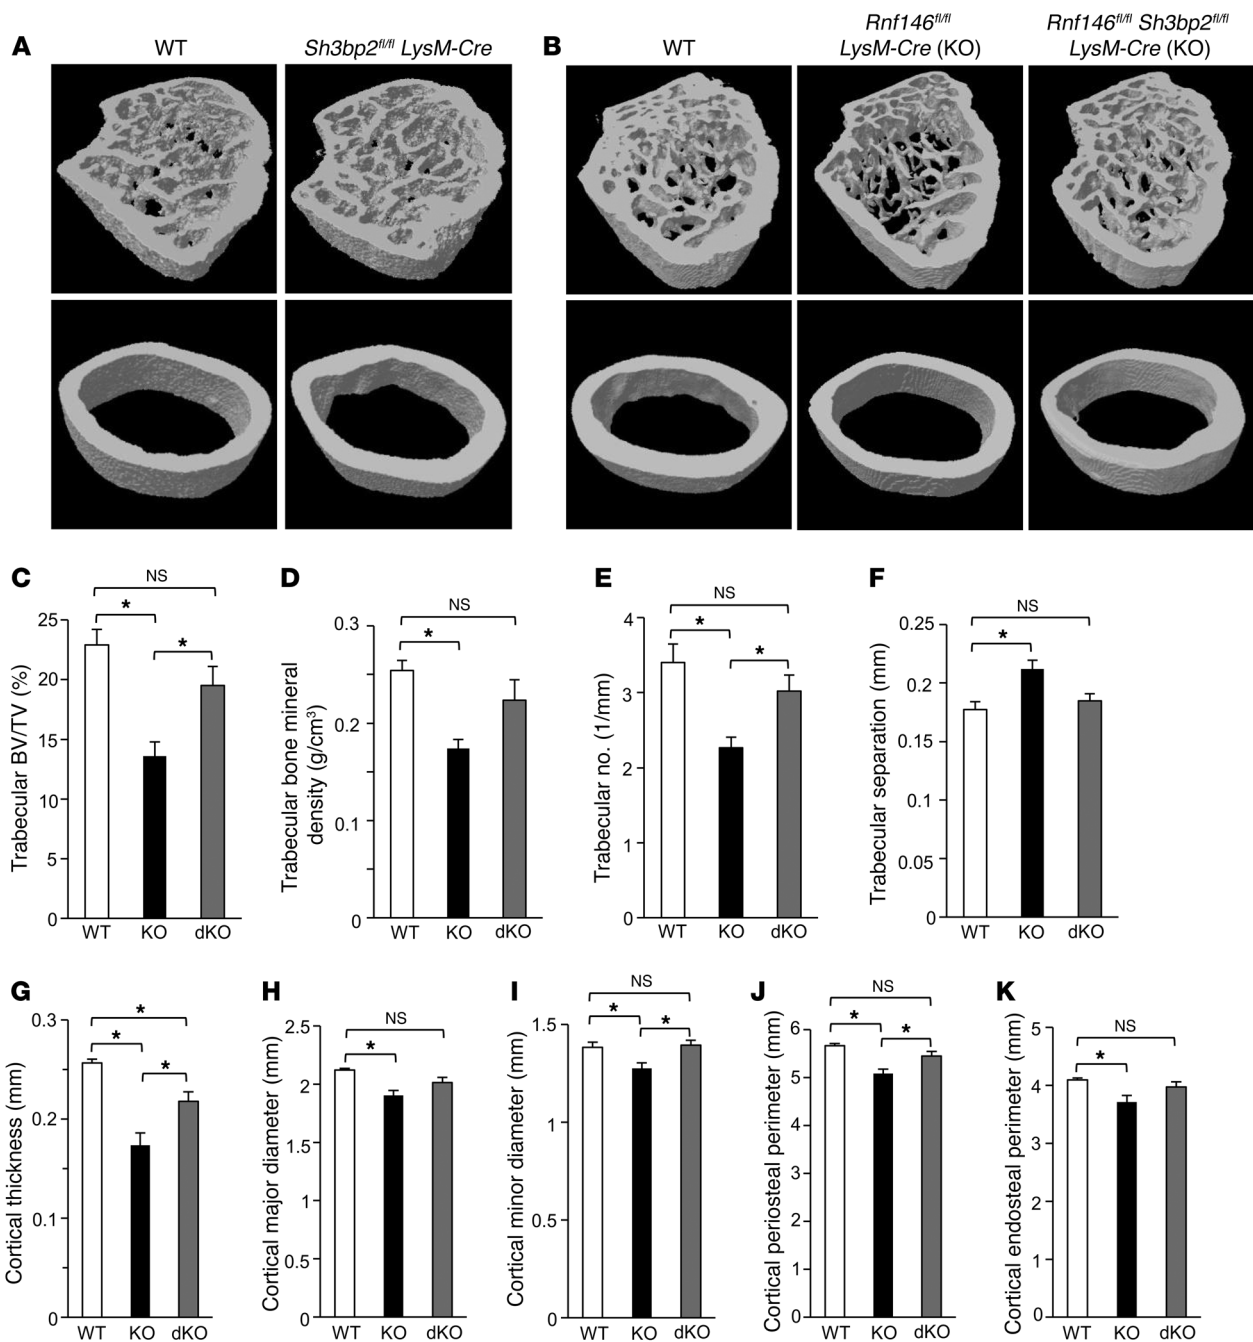 A
WT
Sh3bp2fl/fl LysM-Cre
B
WT
Rnf146fl/fl
LysM-Cre (KO)
Rnf146fl/fl Sh3bp2fl/fl
LysM-Cre (KO)
C
Trabecular BV/TV (%)
NS
*
*
25
20
15
10
5
0
WT KO dKO
D
Trabecular bone mineral
density (g/cm³)
NS
*
0.3
0.2
0.1
0
WT KO dKO
E
Trabecular no. (1/mm)
NS
*
*
4
3
2
1
0
WT KO dKO
F
Trabecular separation (mm)
NS
*
0.25
0.2
0.15
0.1
0.05
0
WT KO dKO
G
Cortical thickness (mm)
*
*
*
0.3
0.2
0.1
0
WT KO dKO
H
Cortical major diameter (mm)
NS
*
2.5
2
1.5
1
0.5
0
WT KO dKO
I
Cortical minor diameter (mm)
NS
*
*
1.5
1
0.5
0
WT KO dKO
J
Cortical periosteal perimeter (mm)
NS
*
*
6
5
4
3
2
1
0
WT KO dKO
K
Cortical endosteal perimeter (mm)
NS
*
5
4
3
2
1
0
WT KO dKO